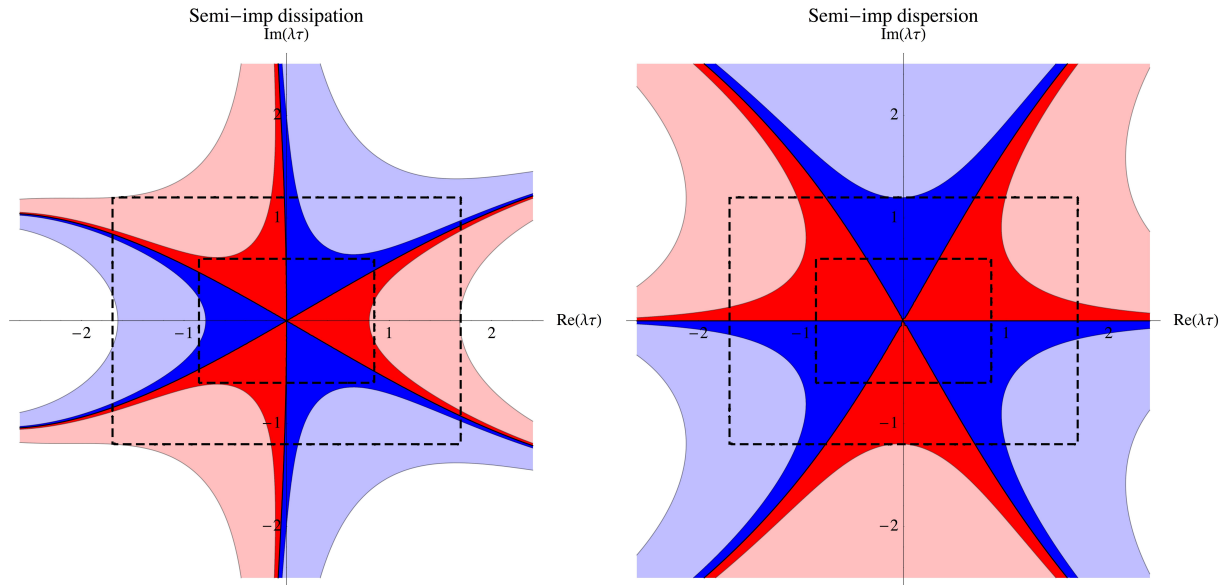 Semi−imp dissipation
Im(λτ)
2
1
−2
−1
1
2
Re(λτ)
−1
−2
Semi−imp dispersion
Im(λτ)
2
1
−2
−1
1
2
Re(λτ)
−1
−2